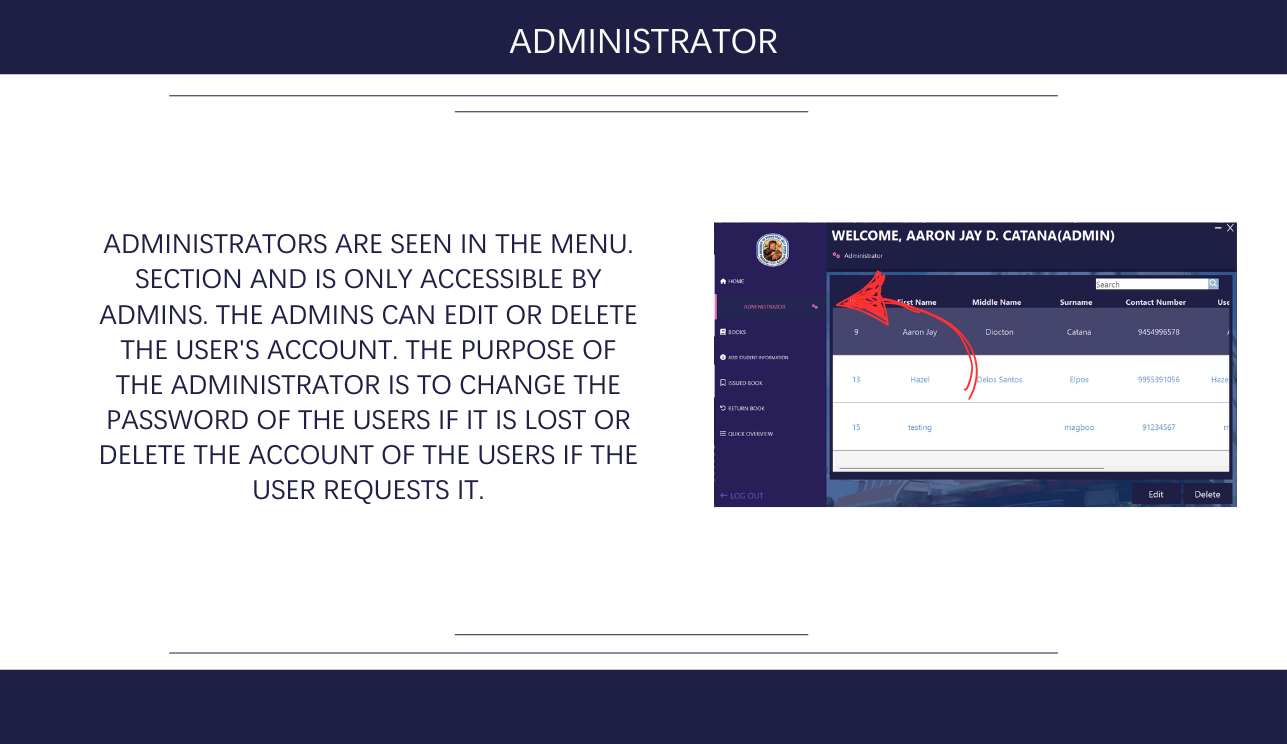 ADMINISTRATOR
ADMINISTRATORS ARE SEEN IN THE MENU.
SECTION AND IS ONLY ACCESSIBLE BY
ADMINS. THE ADMINS CAN EDIT OR DELETE
THE USER'S ACCOUNT. THE PURPOSE OF
THE ADMINISTRATOR IS TO CHANGE THE
PASSWORD OF THE USERS IF IT IS LOST OR
DELETE THE ACCOUNT OF THE USERS IF THE
USER REQUESTS IT.
WELCOME, AARON JAY D. CATANA(ADMIN)
Administrator
HOME
ADMINISTRATOR
BOOKS
ADD STUDENT INFORMATION
ISSUED BOOK
RETURN BOOK
QUICK OVERVIEW
LOG OUT
Search
First Name Middle Name Surname Contact Number Use
9 Aaron Jay Diocton Catana 9454996578
13 Hazel Delos Santos Elpos 9955391056 Haze
15 testing magboo 91234567
Edit Delete